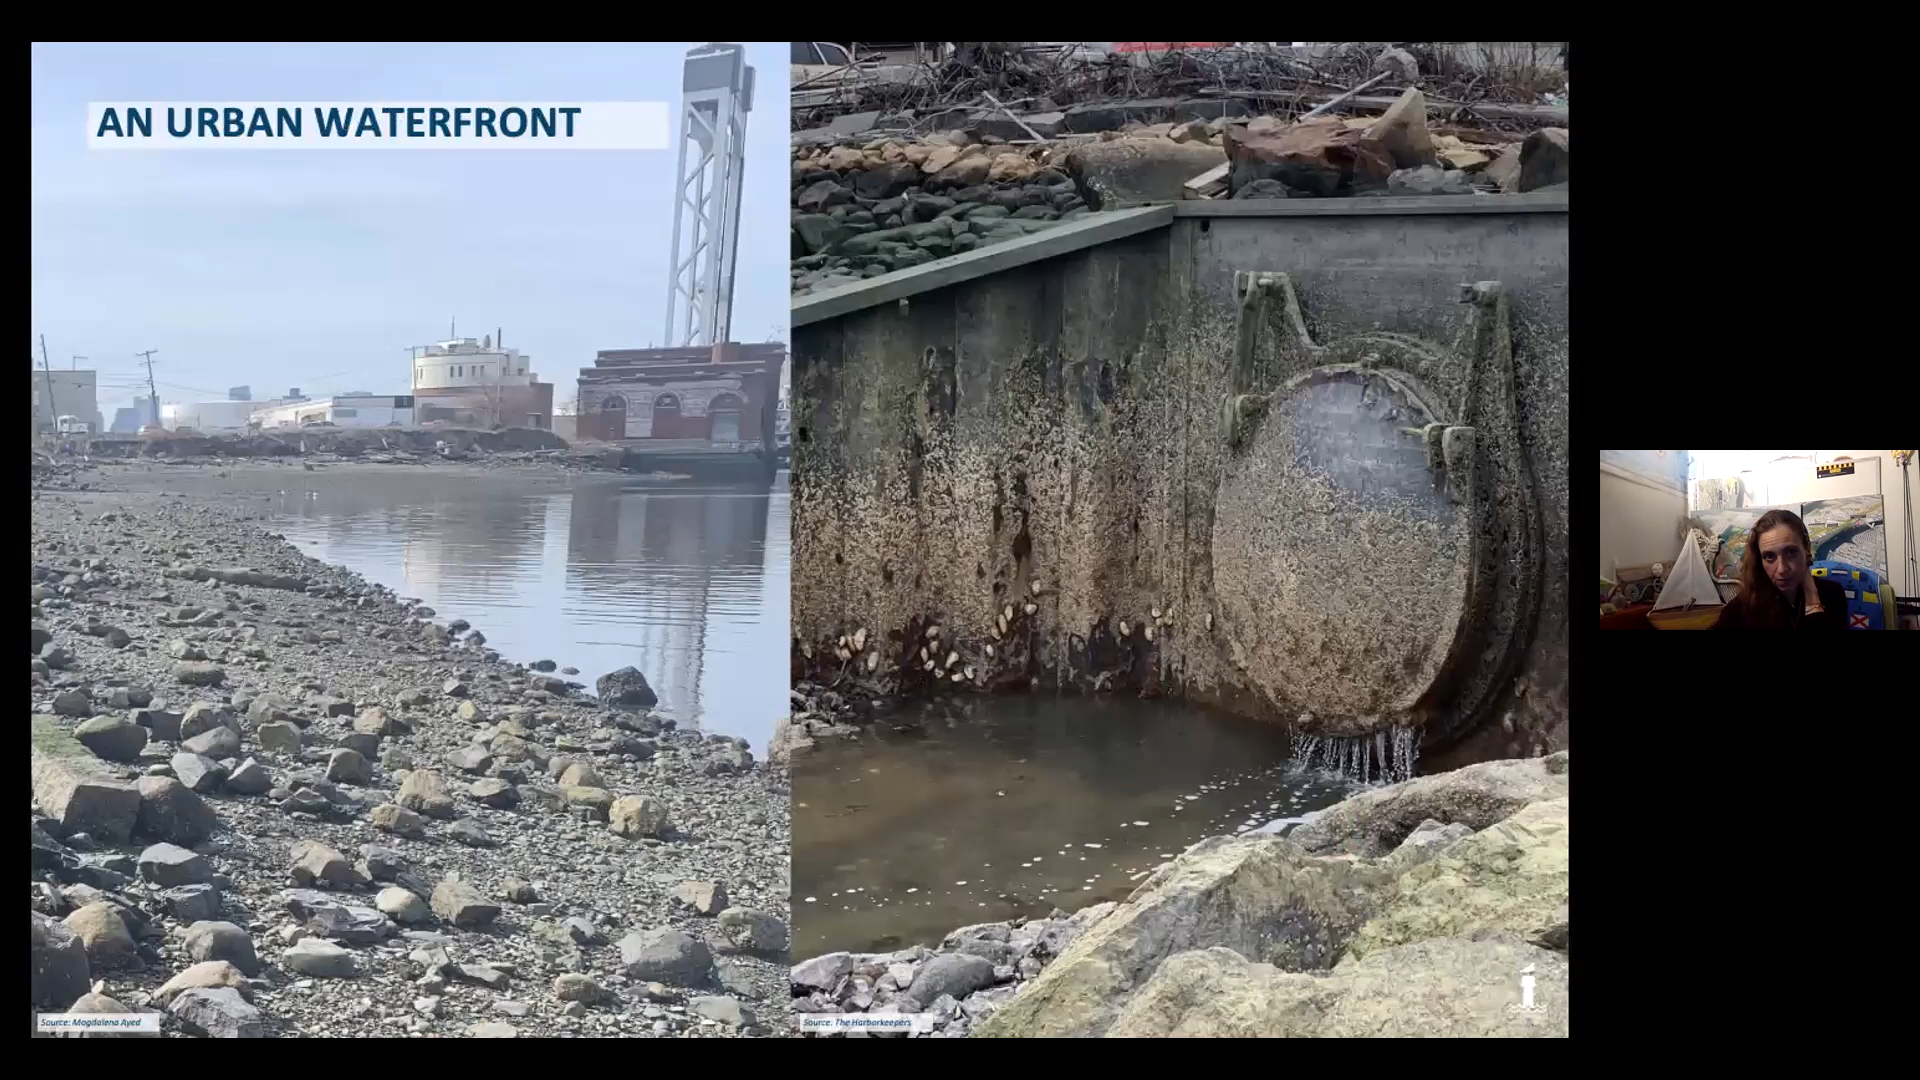 AN URBAN WATERFRONT
Source: Magdalena Ayed
Source: The Harborkeepers